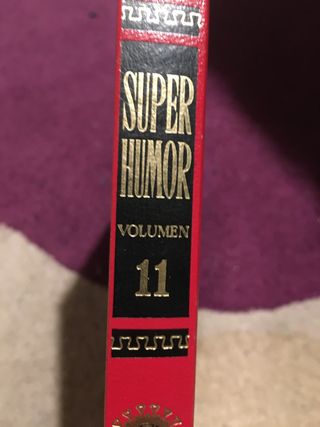 SUPER
HUMOR
VOLUMEN
11